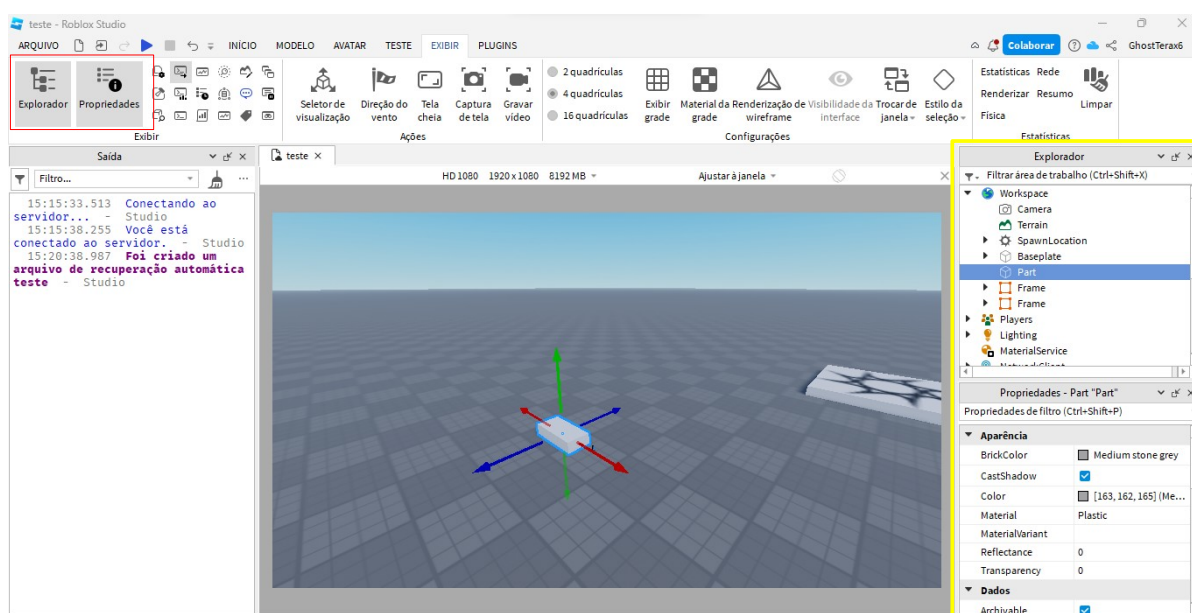 teste - Roblox Studio
ARQUIVO INÍCIO MODELO AVATAR TESTE EXIBIR PLUGINS Colaborar GhostTerax6
Explorador Propriedades
Exibir
Seletor de visualização
Direção do vento
Tela cheia
Captura de tela
Gravar vídeo
Ações
2 quadrículas
4 quadrículas
16 quadrículas
Exibir grade
Material da grade
Renderização de wireframe
Visibilidade da interface
Trocar de janela
Estilo da seleção
Configurações
Estatísticas Rede
Renderizar Resumo
Física
Limpar
Estatísticas
Saída
Filtro...
15:15:33.513 Conectando ao
servidor... - Studio
15:15:38.255 Você está
conectado ao servidor. - Studio
15:20:38.987 Foi criado um
arquivo de recuperação automática
teste - Studio
teste
HD 1080 1920 x 1080 8192 MB Ajustar à janela
Explorador
Filtrar área de trabalho (Ctrl+Shift+X)
Workspace
Camera
Terrain
SpawnLocation
Baseplate
Part
Frame
Frame
Players
Lighting
MaterialService
Propriedades - Part "Part"
Propriedades de filtro (Ctrl+Shift+P)
Aparência
BrickColor Medium stone grey
CastShadow
Color [163, 162, 165] (Me...
Material Plastic
MaterialVariant
Reflectance 0
Transparency 0
Dados
Archivable